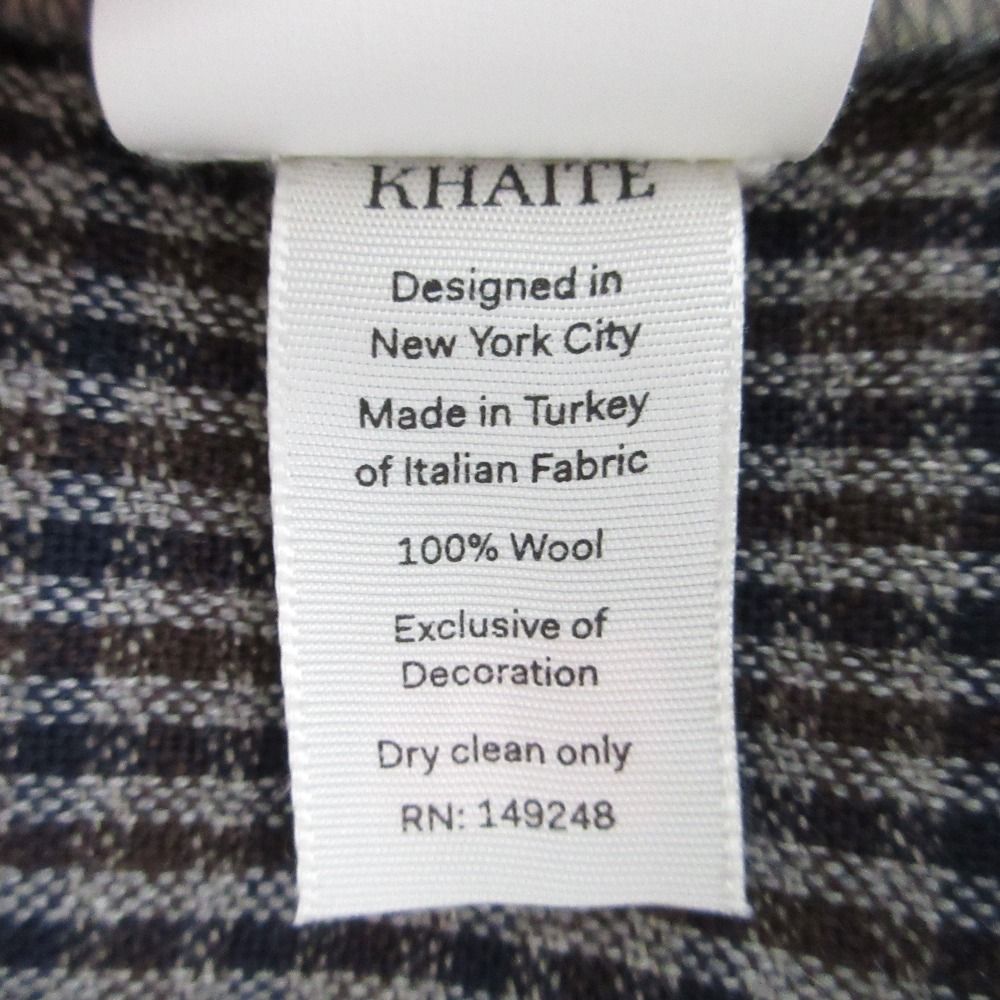 KHAITE
Designed in
New York City
Made in Turkey
of Italian Fabric
100% Wool
Exclusive of
Decoration
Dry clean only
RN: 149248